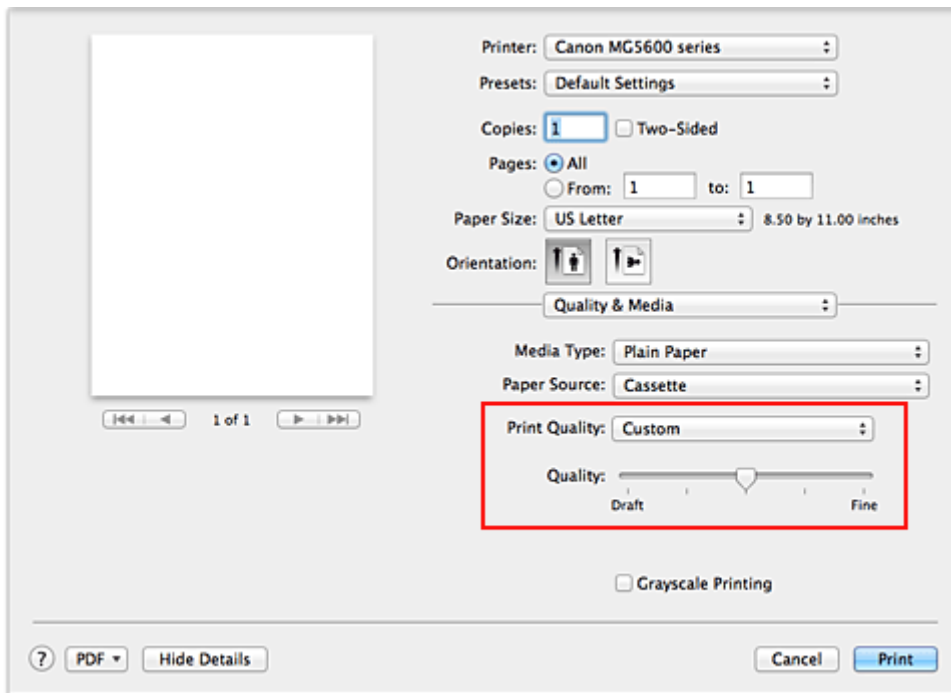 Printer: Canon MG5600 series
Presets: Default Settings
Copies: 1 Two-Sided
Pages: All
From: 1 to: 1
Paper Size: US Letter 8.50 by 11.00 inches
Orientation:
Quality & Media
Media Type: Plain Paper
Paper Source: Cassette
1 of 1
Print Quality: Custom
Quality:
Draft Fine
Grayscale Printing
? PDF Hide Details Cancel Print